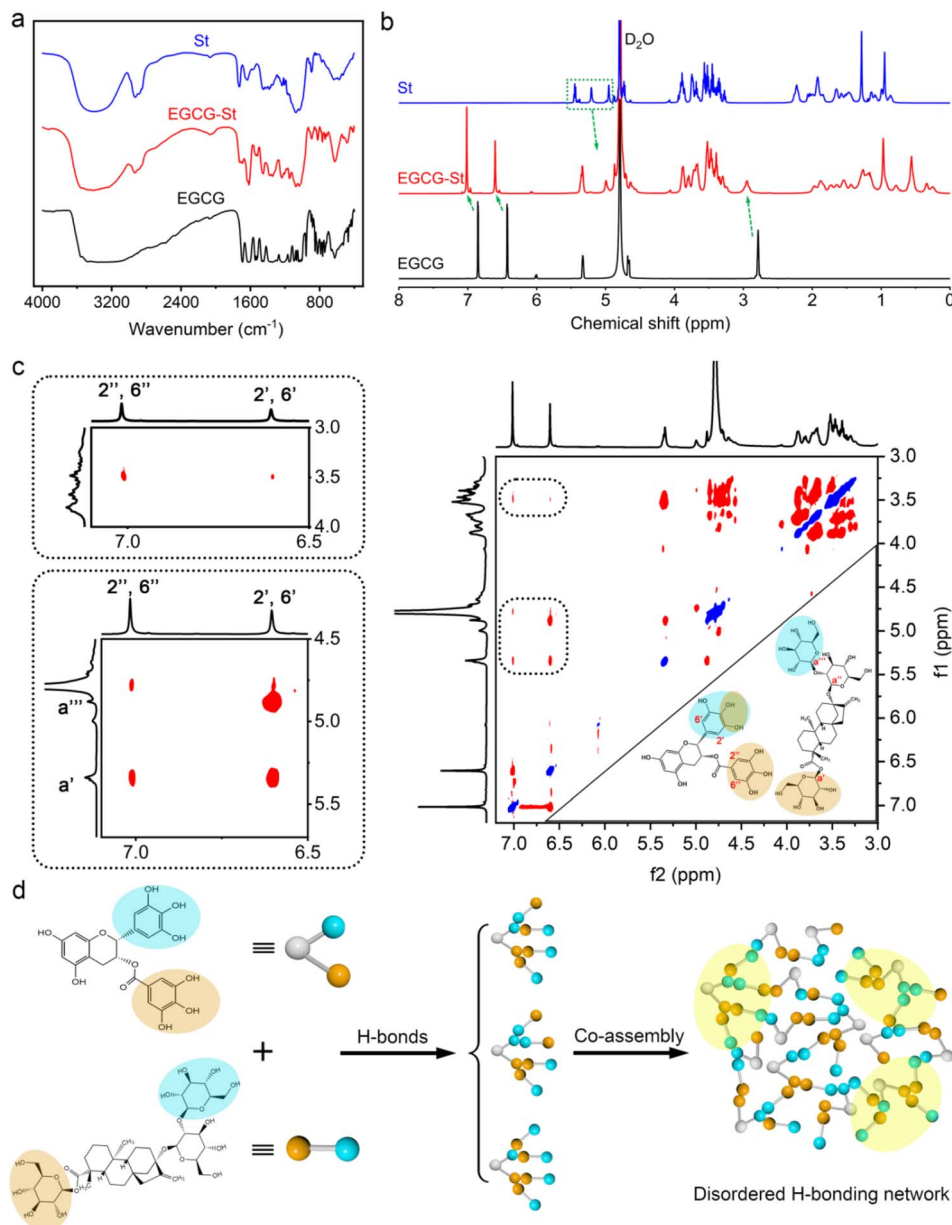 a
St
EGCG-St
EGCG
4000 3200 2400 1600 800
Wavenumber (cm⁻¹)
b
D₂O
St
EGCG-St
EGCG
8 7 6 5 4 3 2 1 0
Chemical shift (ppm)
c
2'', 6'' 2', 6'
3.0
3.5
4.0
7.0 6.5
2'', 6'' 2', 6'
4.5
a'''
5.0
a'
5.5
7.0 6.5
3.0
3.5
4.0
4.5
5.0
5.5
6.0
6.5
7.0
f1 (ppm)
7.0 6.5 6.0 5.5 5.0 4.5 4.0 3.5 3.0
f2 (ppm)
a'''
a''
a'
6'
2'
2''
6''
d
H-bonds
Co-assembly
+
Disordered H-bonding network